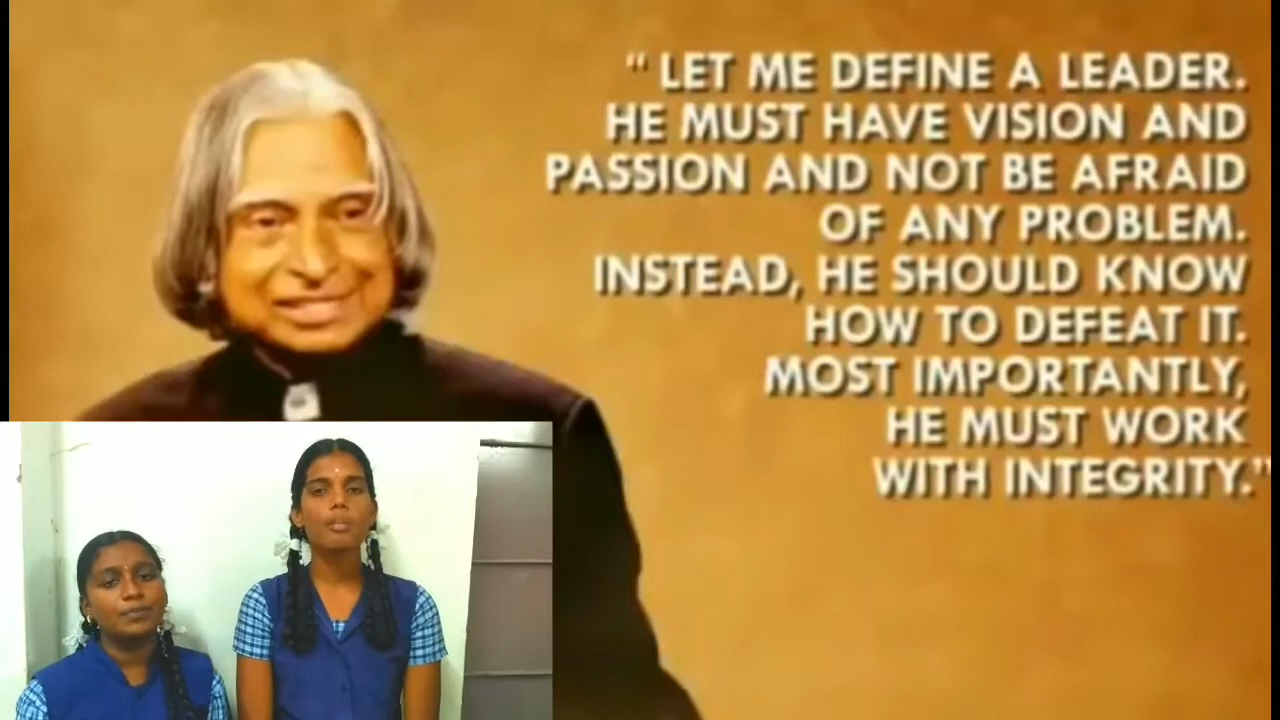 " LET ME DEFINE A LEADER.
HE MUST HAVE VISION AND
PASSION AND NOT BE AFRAID
OF ANY PROBLEM.
INSTEAD, HE SHOULD KNOW
HOW TO DEFEAT IT.
MOST IMPORTANTLY,
HE MUST WORK
WITH INTEGRITY."